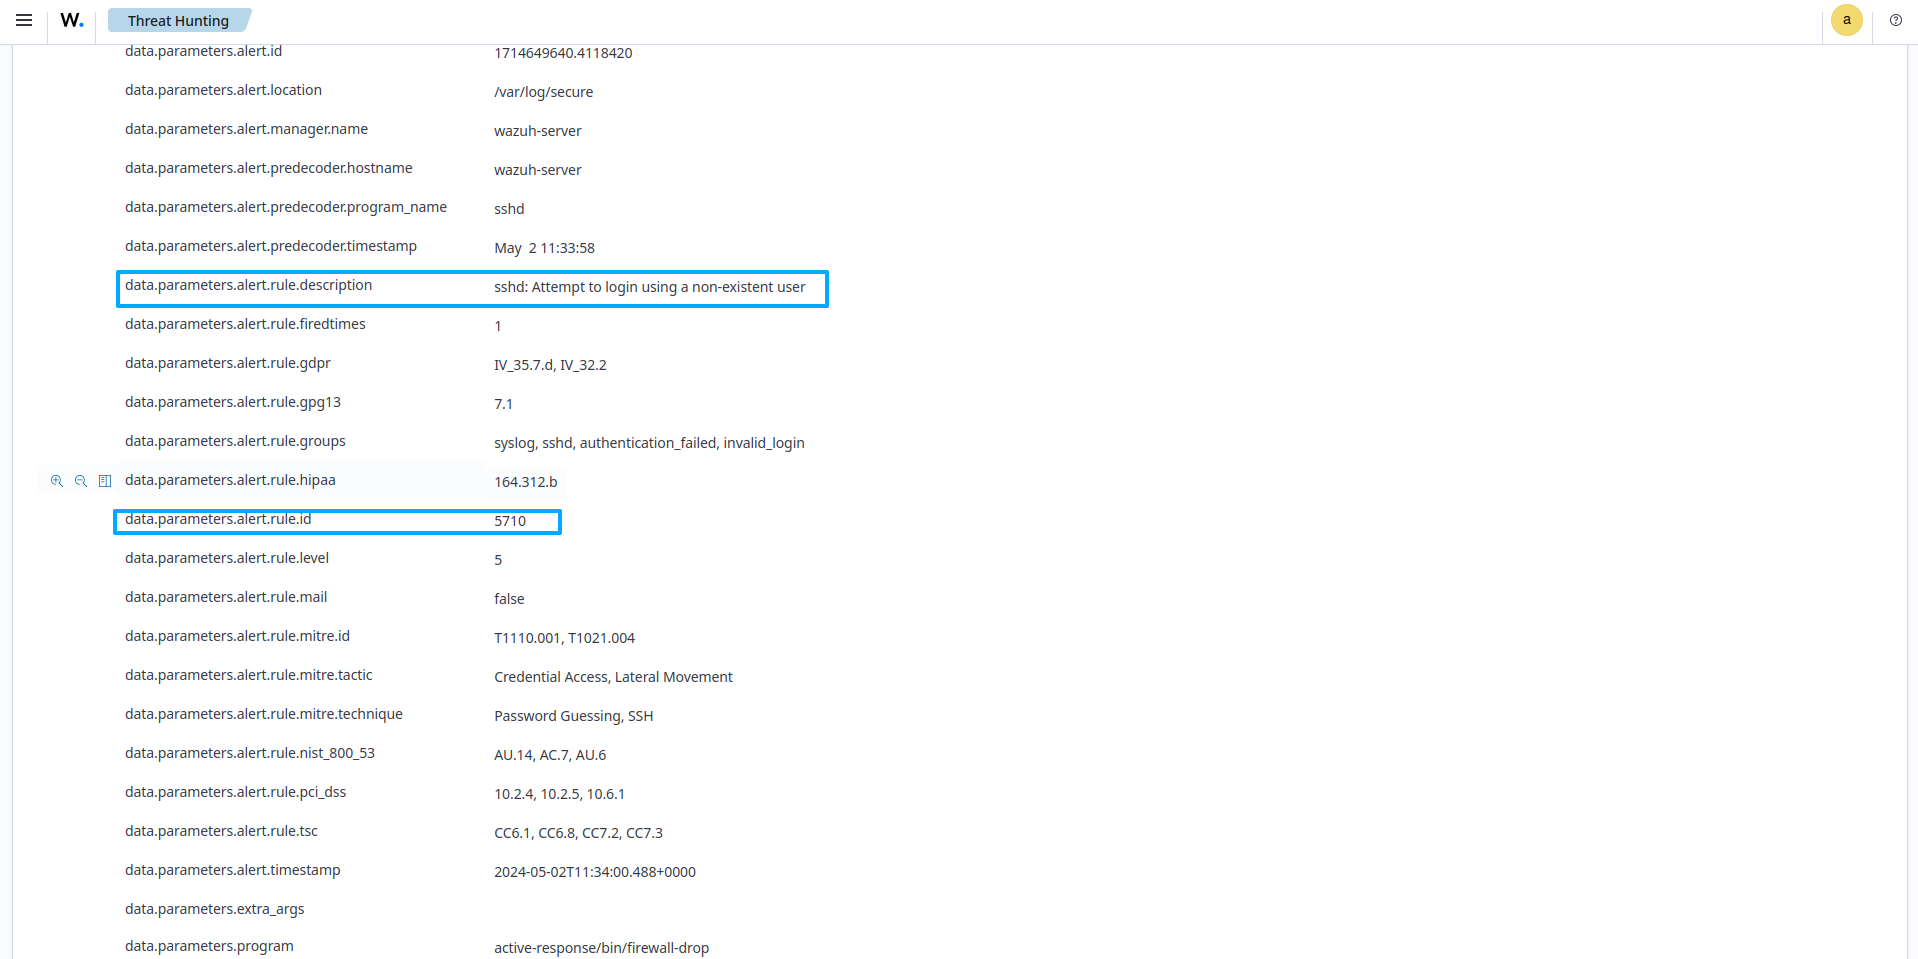 W. Threat Hunting a
data.parameters.alert.id 1714649640.4118420
data.parameters.alert.location /var/log/secure
data.parameters.alert.manager.name wazuh-server
data.parameters.alert.predecoder.hostname wazuh-server
data.parameters.alert.predecoder.program_name sshd
data.parameters.alert.predecoder.timestamp May  2 11:33:58
data.parameters.alert.rule.description sshd: Attempt to login using a non-existent user
data.parameters.alert.rule.firedtimes 1
data.parameters.alert.rule.gdpr IV_35.7.d, IV_32.2
data.parameters.alert.rule.gpg13 7.1
data.parameters.alert.rule.groups syslog, sshd, authentication_failed, invalid_login
data.parameters.alert.rule.hipaa 164.312.b
data.parameters.alert.rule.id 5710
data.parameters.alert.rule.level 5
data.parameters.alert.rule.mail false
data.parameters.alert.rule.mitre.id T1110.001, T1021.004
data.parameters.alert.rule.mitre.tactic Credential Access, Lateral Movement
data.parameters.alert.rule.mitre.technique Password Guessing, SSH
data.parameters.alert.rule.nist_800_53 AU.14, AC.7, AU.6
data.parameters.alert.rule.pci_dss 10.2.4, 10.2.5, 10.6.1
data.parameters.alert.rule.tsc CC6.1, CC6.8, CC7.2, CC7.3
data.parameters.alert.timestamp 2024-05-02T11:34:00.488+0000
data.parameters.extra_args
data.parameters.program active-response/bin/firewall-drop